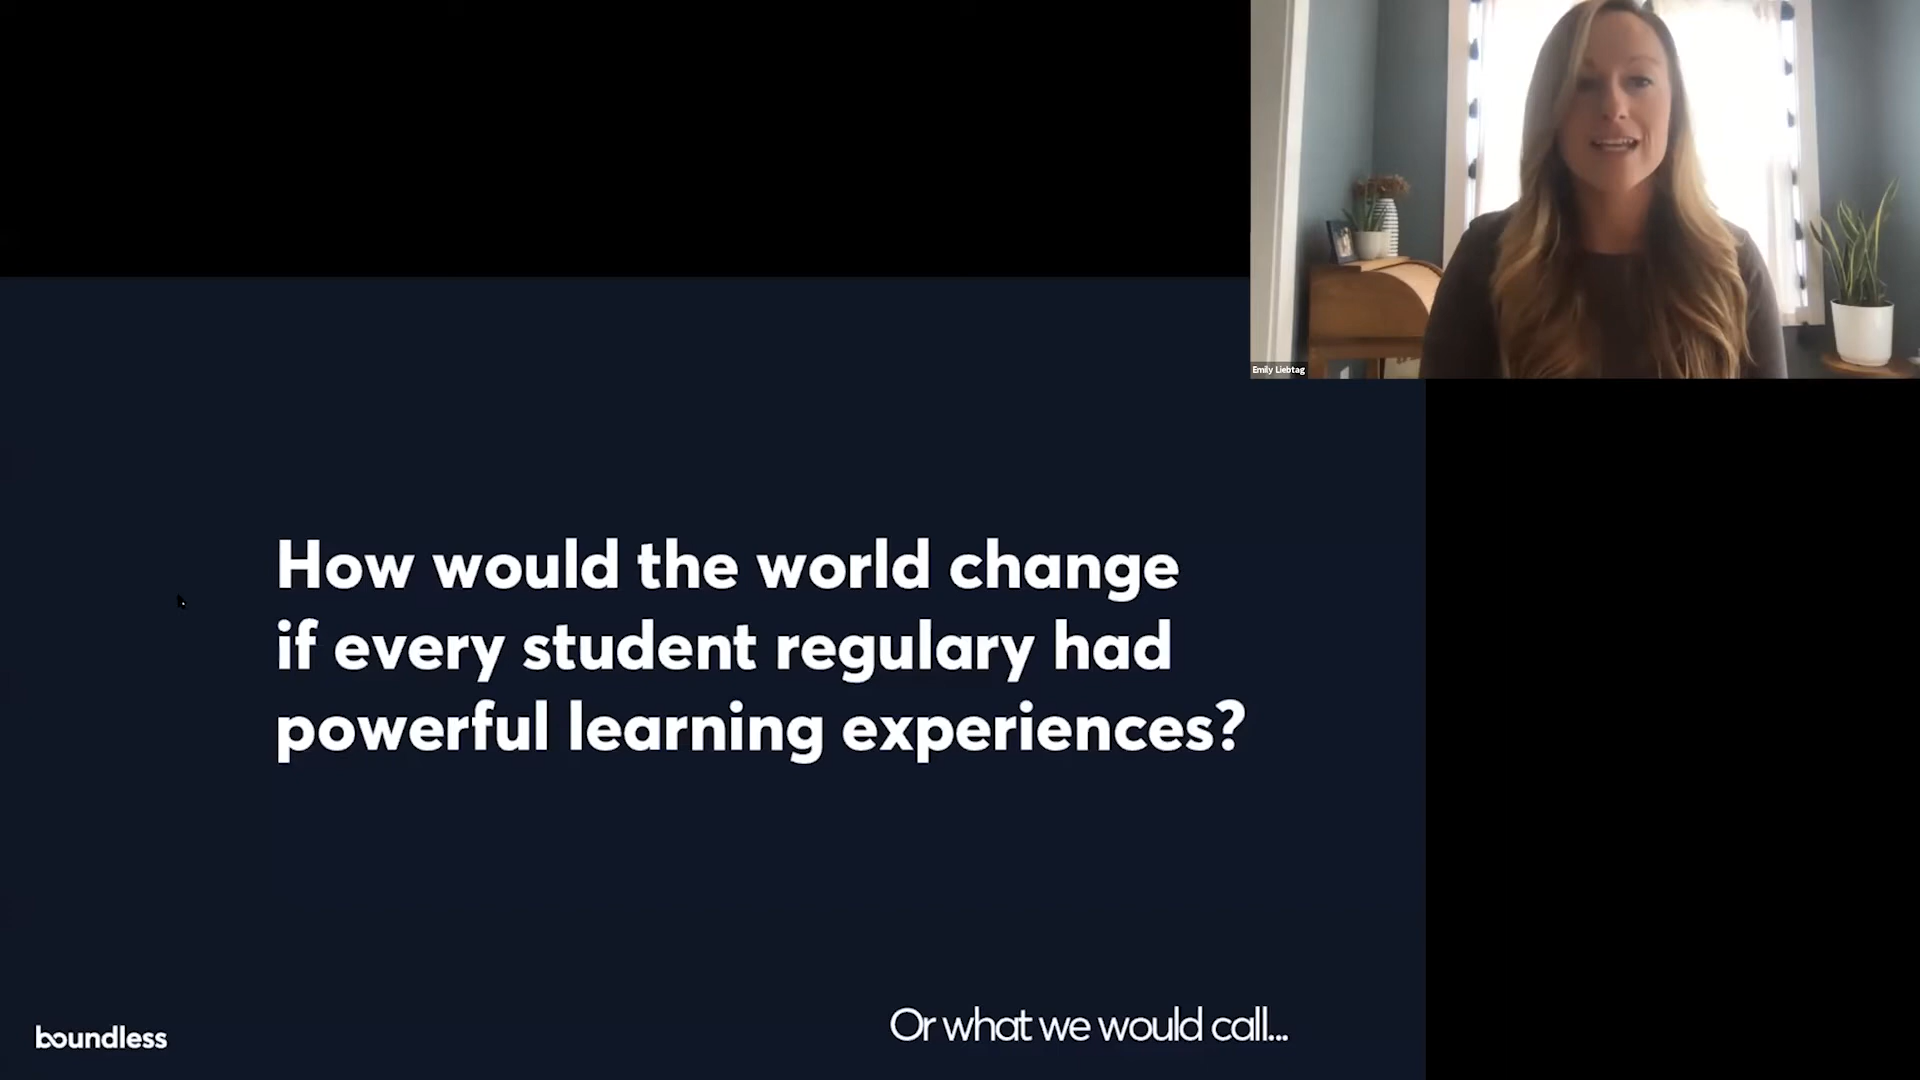 Emily Liebtag
How would the world change
if every student regulary had
powerful learning experiences?
Or what we would call...
boundless